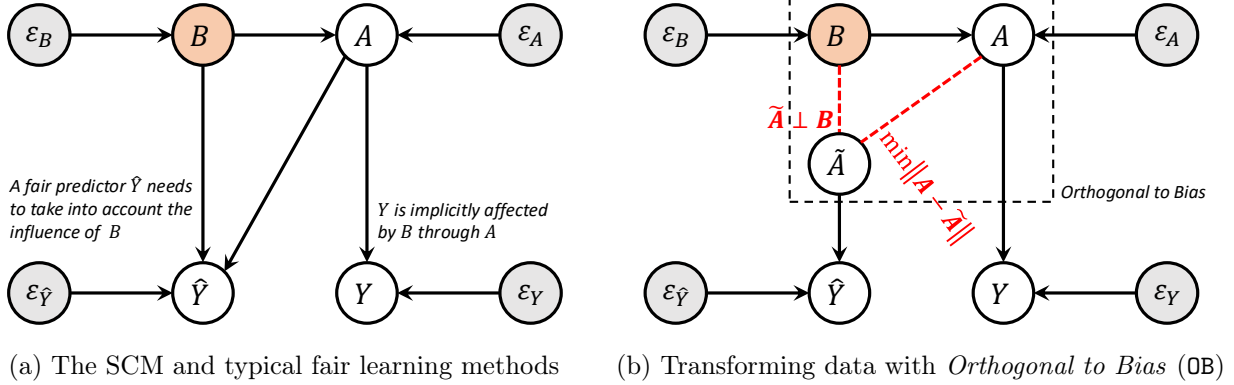 ε_B B A ε_A
A fair predictor Ŷ needs
to take into account the
influence of B
Y is implicitly affected
by B through A
ε_Ŷ Ŷ Y ε_Y
(a) The SCM and typical fair learning methods
ε_B B A ε_A
Ã ⊥ B
Ã
min‖A − Ã‖
Orthogonal to Bias
ε_Ŷ Ŷ Y ε_Y
(b) Transforming data with Orthogonal to Bias (OB)